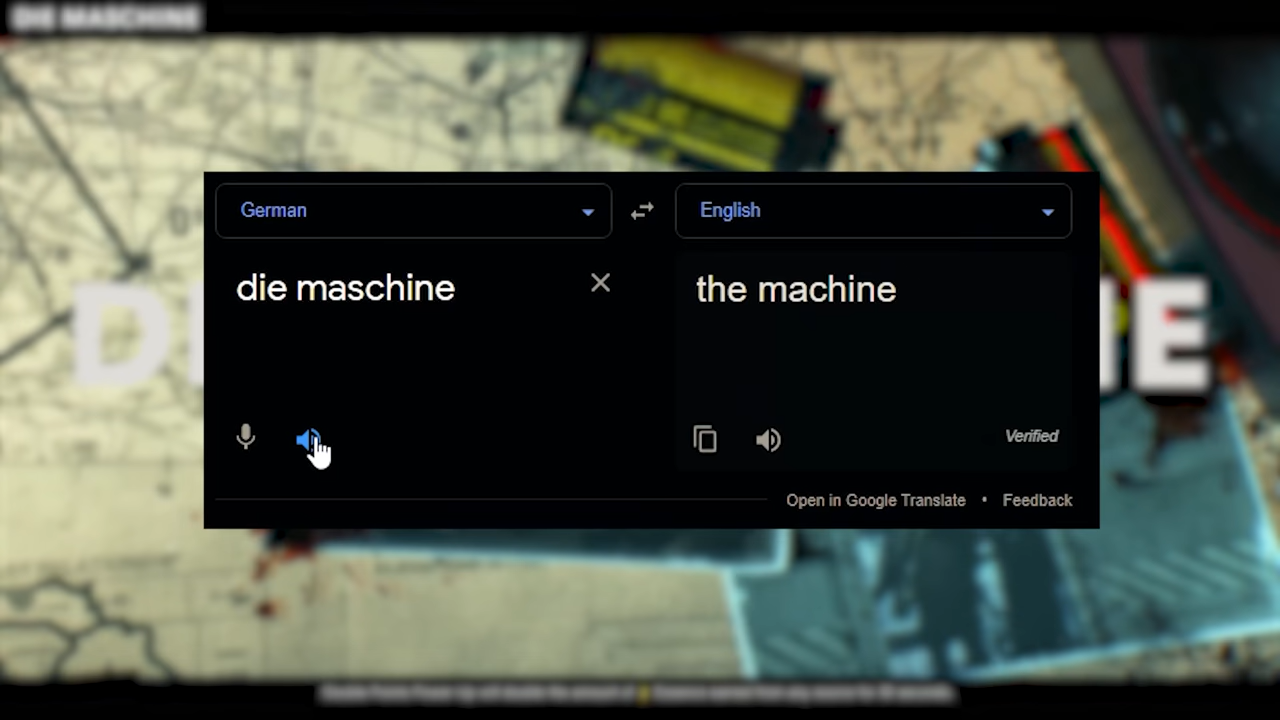 DIE MASCHINE
German
English
die maschine
the machine
Verified
Open in Google Translate • Feedback